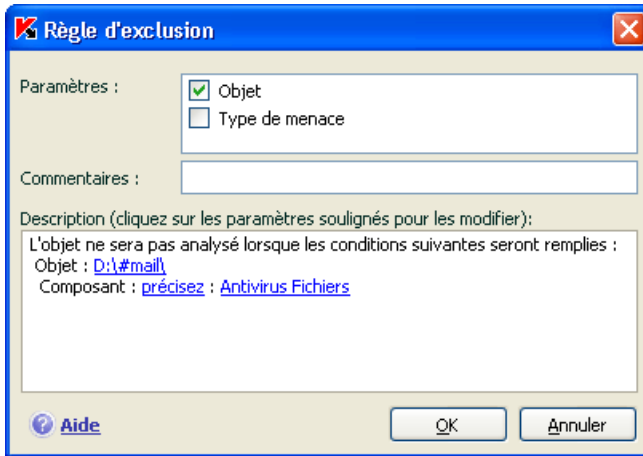 Règle d'exclusion
Paramètres :
Objet
Type de menace
Commentaires :
Description (cliquez sur les paramètres soulignés pour les modifier):
L'objet ne sera pas analysé lorsque les conditions suivantes seront remplies :
Objet : D:\#mail\
Composant : précisez : Antivirus Fichiers
Aide
OK
Annuler